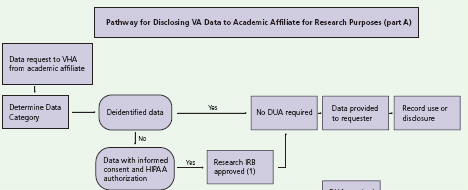 Pathway for Disclosing VA Data to Academic Affiliate for Research Purposes (part A)
Data request to VHA
from academic affiliate
Determine Data
Category
Deidentified data
Yes
No DUA required
Data provided
to requester
Record use or
disclosure
No
Data with informed
consent and HIPAA
authorization
Yes
Research IRB
approved (1)